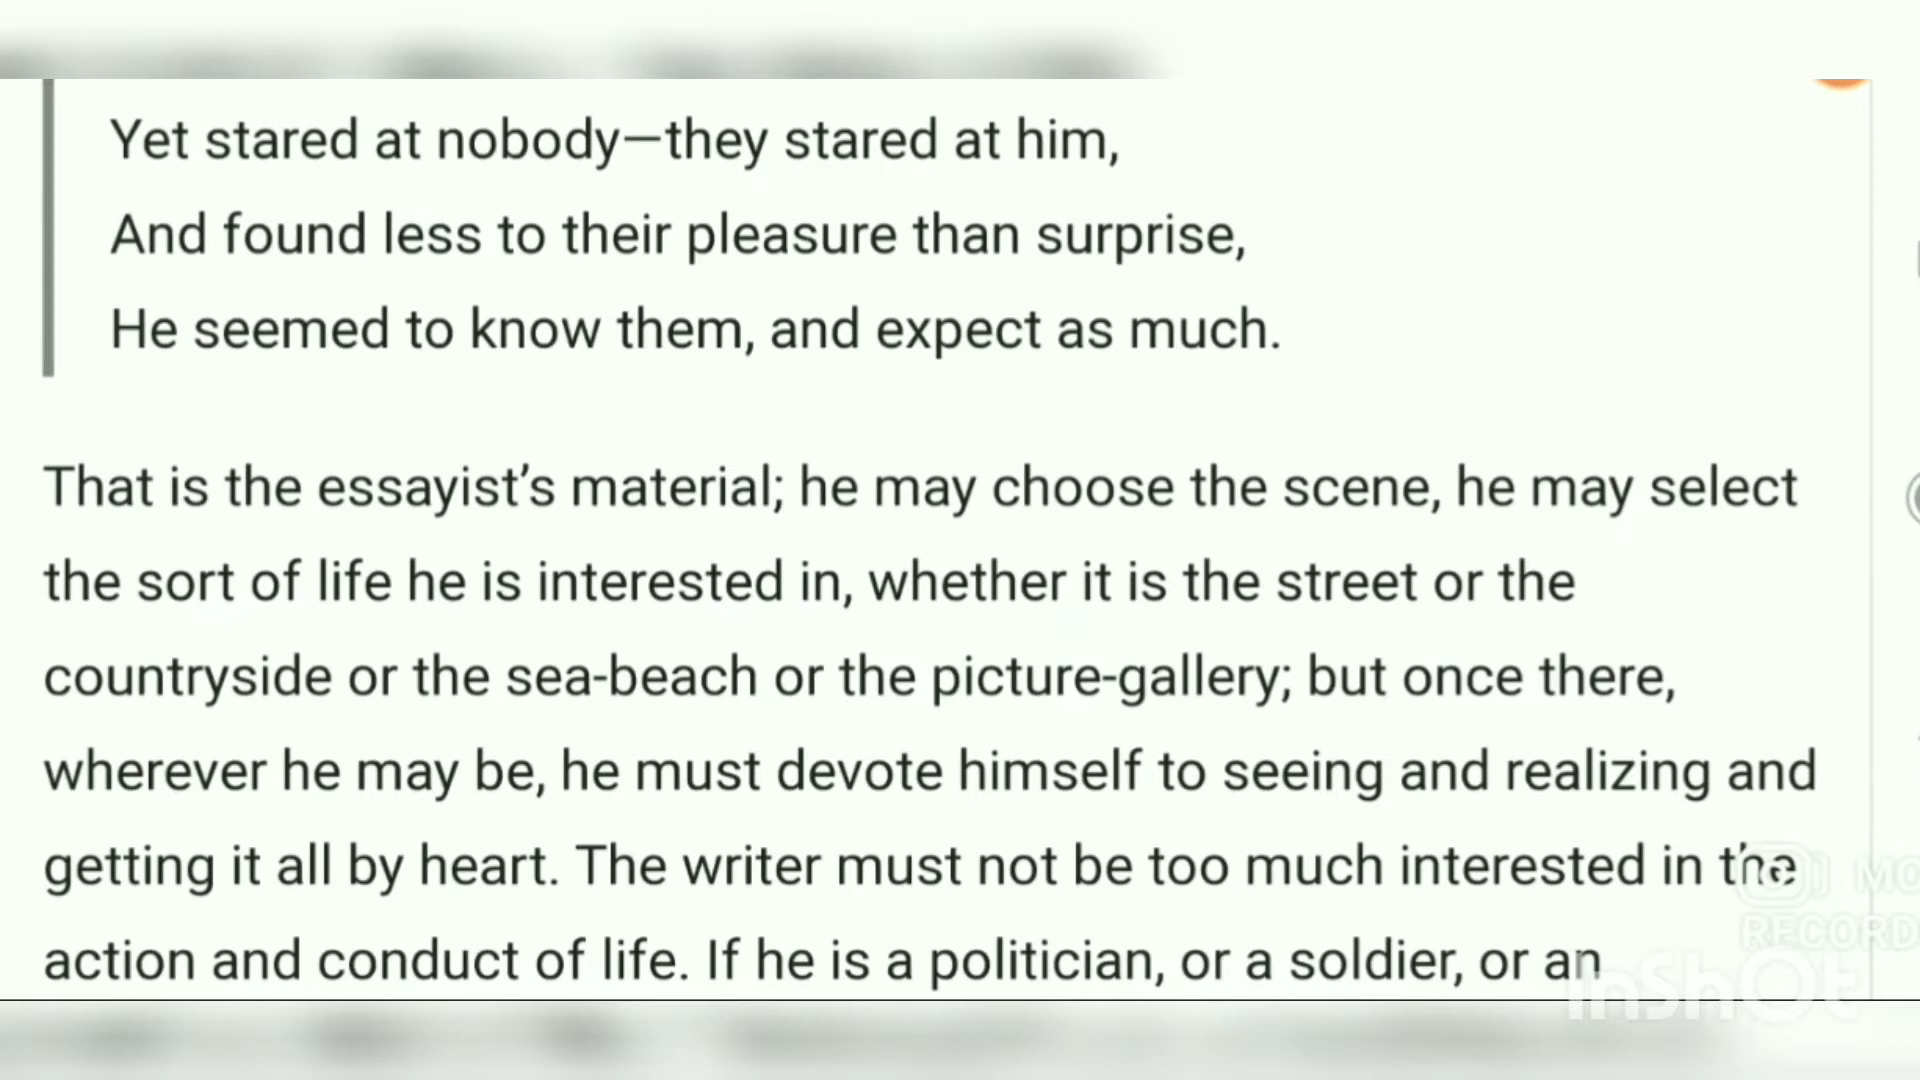 Yet stared at nobody—they stared at him,
And found less to their pleasure than surprise,
He seemed to know them, and expect as much.
That is the essayist’s material; he may choose the scene, he may select
the sort of life he is interested in, whether it is the street or the
countryside or the sea-beach or the picture-gallery; but once there,
wherever he may be, he must devote himself to seeing and realizing and
getting it all by heart. The writer must not be too much interested in the
action and conduct of life. If he is a politician, or a soldier, or an
MO
RECORD
InShOt